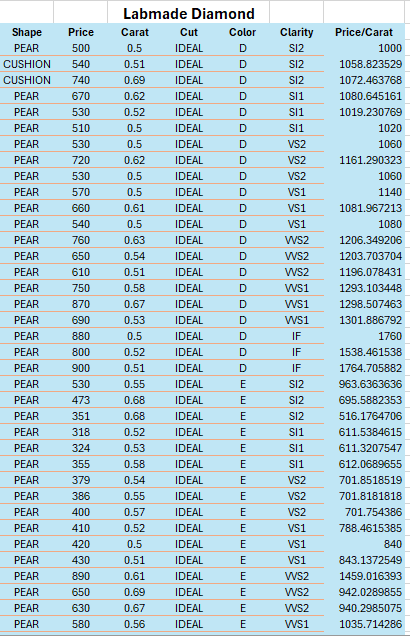 Labmade Diamond
Shape Price Carat Cut Color Clarity Price/Carat
PEAR 500 0.5 IDEAL D SI2 1000
CUSHION 540 0.51 IDEAL D SI2 1058.823529
CUSHION 740 0.69 IDEAL D SI2 1072.463768
PEAR 670 0.62 IDEAL D SI1 1080.645161
PEAR 530 0.52 IDEAL D SI1 1019.230769
PEAR 510 0.5 IDEAL D SI1 1020
PEAR 530 0.5 IDEAL D VS2 1060
PEAR 720 0.62 IDEAL D VS2 1161.290323
PEAR 530 0.5 IDEAL D VS2 1060
PEAR 570 0.5 IDEAL D VS1 1140
PEAR 660 0.61 IDEAL D VS1 1081.967213
PEAR 540 0.5 IDEAL D VS1 1080
PEAR 760 0.63 IDEAL D VVS2 1206.349206
PEAR 650 0.54 IDEAL D VVS2 1203.703704
PEAR 610 0.51 IDEAL D VVS2 1196.078431
PEAR 750 0.58 IDEAL D VVS1 1293.103448
PEAR 870 0.67 IDEAL D VVS1 1298.507463
PEAR 690 0.53 IDEAL D VVS1 1301.886792
PEAR 880 0.5 IDEAL D IF 1760
PEAR 800 0.52 IDEAL D IF 1538.461538
PEAR 900 0.51 IDEAL D IF 1764.705882
PEAR 530 0.55 IDEAL E SI2 963.6363636
PEAR 473 0.68 IDEAL E SI2 695.5882353
PEAR 351 0.68 IDEAL E SI2 516.1764706
PEAR 318 0.52 IDEAL E SI1 611.5384615
PEAR 324 0.53 IDEAL E SI1 611.3207547
PEAR 355 0.58 IDEAL E SI1 612.0689655
PEAR 379 0.54 IDEAL E VS2 701.8518519
PEAR 386 0.55 IDEAL E VS2 701.8181818
PEAR 400 0.57 IDEAL E VS2 701.754386
PEAR 410 0.52 IDEAL E VS1 788.4615385
PEAR 420 0.5 IDEAL E VS1 840
PEAR 430 0.51 IDEAL E VS1 843.1372549
PEAR 890 0.61 IDEAL E VVS2 1459.016393
PEAR 650 0.69 IDEAL E VVS2 942.0289855
PEAR 630 0.67 IDEAL E VVS2 940.2985075
PEAR 580 0.56 IDEAL E VVS1 1035.714286